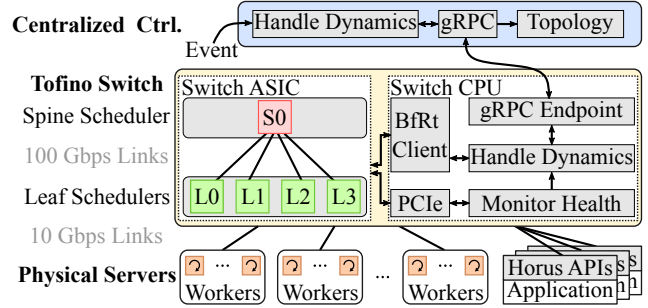 Centralized Ctrl.
Handle Dynamics
gRPC
Topology
Event
Tofino Switch
Switch ASIC
Switch CPU
Spine Scheduler
S0
BfRt
Client
gRPC Endpoint
100 Gbps Links
Handle Dynamics
Leaf Schedulers
L0
L1
L2
L3
PCIe
Monitor Health
10 Gbps Links
Physical Servers
...
Workers
...
Workers
...
...
Workers
Horus APIs
Application
s
s
n
n